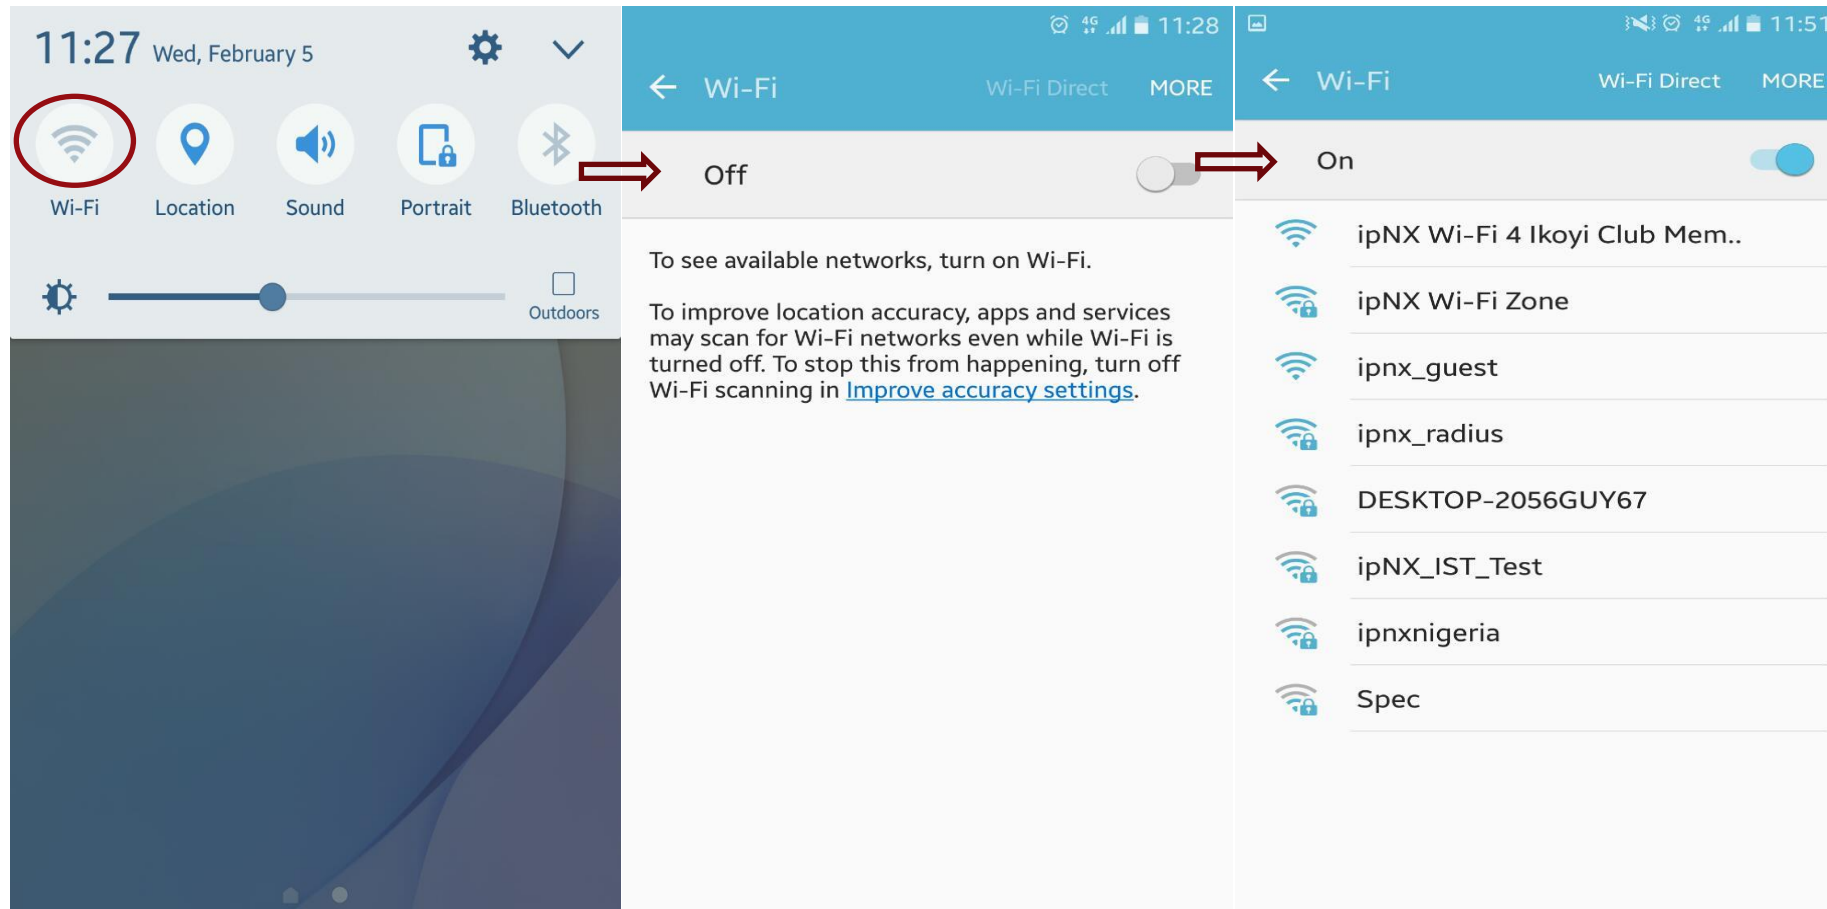 11:27 Wed, February 5
Wi-Fi Location Sound Portrait Bluetooth
Outdoors
4G 11:28
Wi-Fi Wi-Fi Direct MORE
Off
To see available networks, turn on Wi-Fi.
To improve location accuracy, apps and services
may scan for Wi-Fi networks even while Wi-Fi is
turned off. To stop this from happening, turn off
Wi-Fi scanning in Improve accuracy settings.
4G 11:51
Wi-Fi Wi-Fi Direct MORE
On
ipNX Wi-Fi 4 Ikoyi Club Mem..
ipNX Wi-Fi Zone
ipnx_guest
ipnx_radius
DESKTOP-2056GUY67
ipNX_IST_Test
ipnxnigeria
Spec